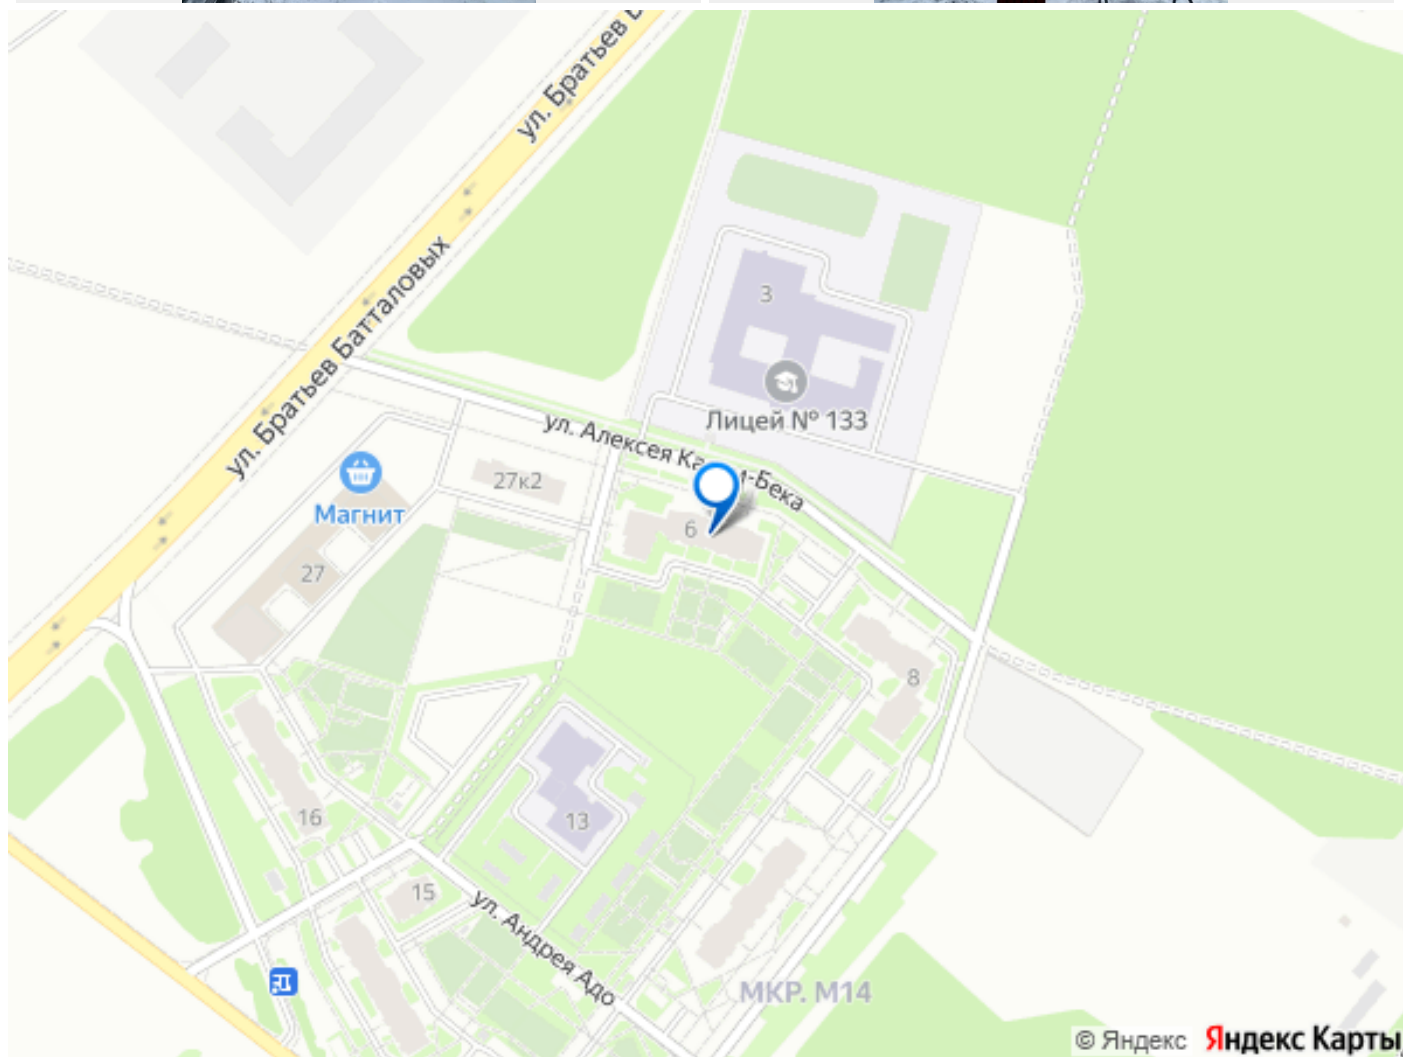 ул. Братьев
3
ул. Братьев Батталовых
Лицей № 133
ул. Алексея
-Бека
27к2
Магнит
6
27
8
16
13
15
ул. Андрея Адо
МКР. М14
© Яндекс Яндекс Карты